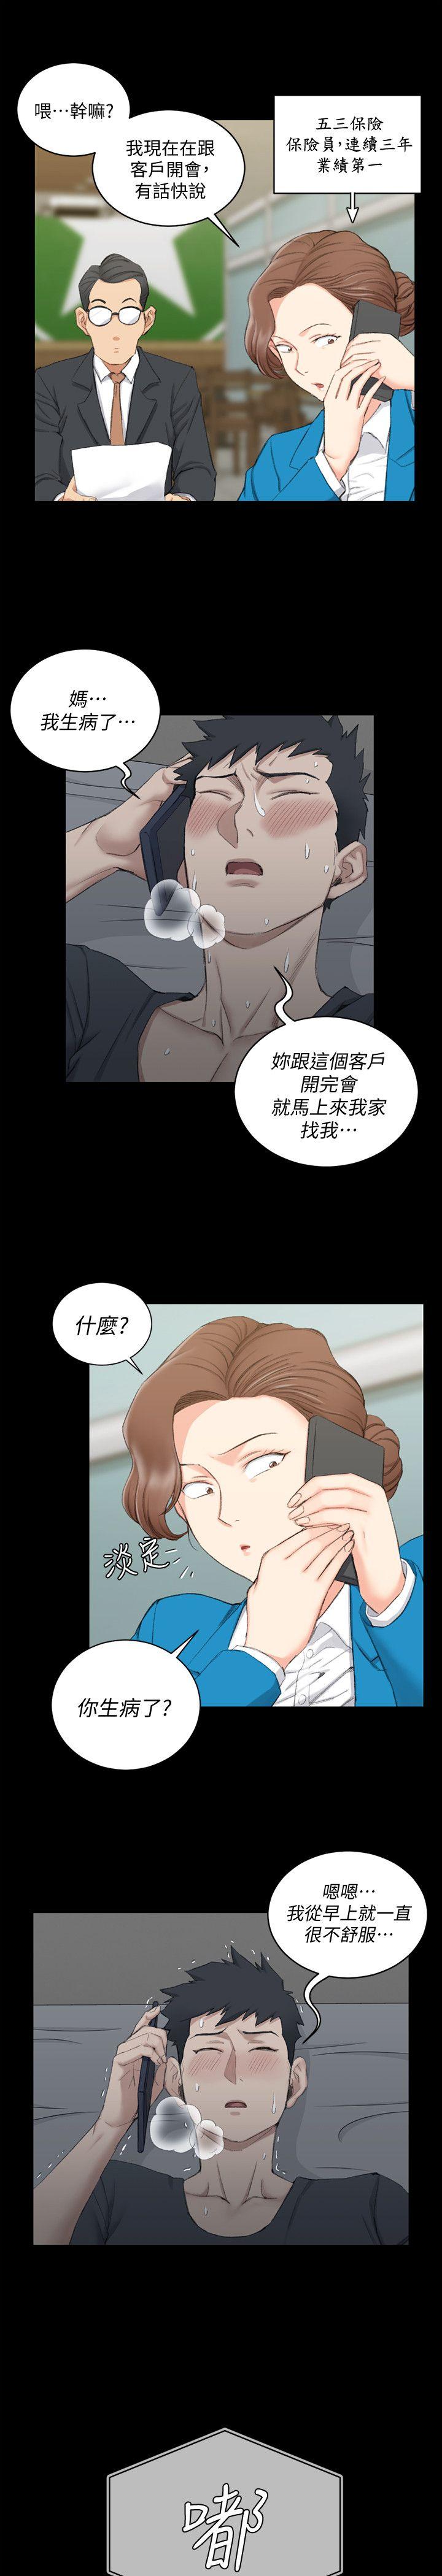 喂…幹嘛?
我現在在跟
客戶開會,
有話快說
五三保險
保險員,連續三年
業績第一
媽…
我生病了…
妳跟這個客戶
開完會
就馬上來我家
找我…
什麼?
淡定
你生病了?
嗯嗯…
我從早上就一直
很不舒服…
嘟